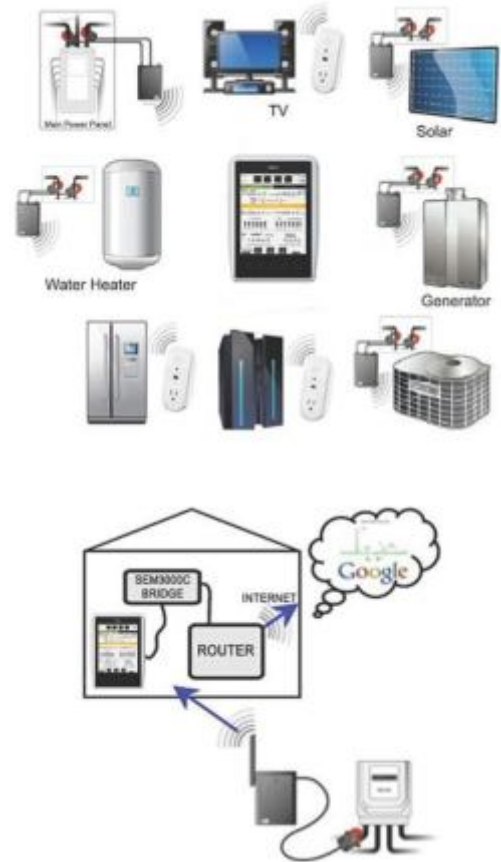 Main Power Panel
TV
Solar
Water Heater
Generator
SEM3000C
BRIDGE
INTERNET
ROUTER
Google